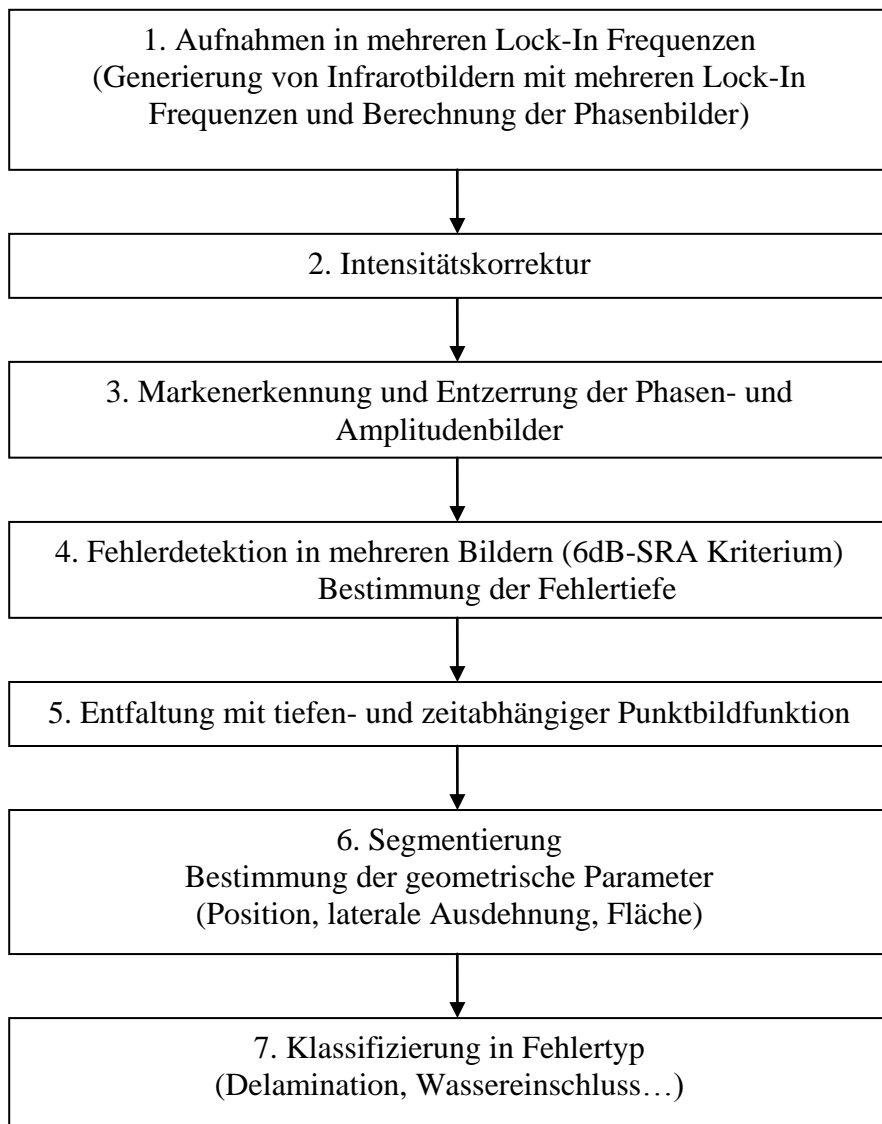 1. Aufnahmen in mehreren Lock-In Frequenzen
(Generierung von Infrarotbildern mit mehreren Lock-In
Frequenzen und Berechnung der Phasenbilder)
2. Intensitätskorrektur
3. Markenerkennung und Entzerrung der Phasen- und
Amplitudenbilder
4. Fehlerdetektion in mehreren Bildern (6dB-SRA Kriterium)
Bestimmung der Fehlertiefe
5. Entfaltung mit tiefen- und zeitabhängiger Punktbildfunktion
6. Segmentierung
Bestimmung der geometrische Parameter
(Position, laterale Ausdehnung, Fläche)
7. Klassifizierung in Fehlertyp
(Delamination, Wassereinschluss…)